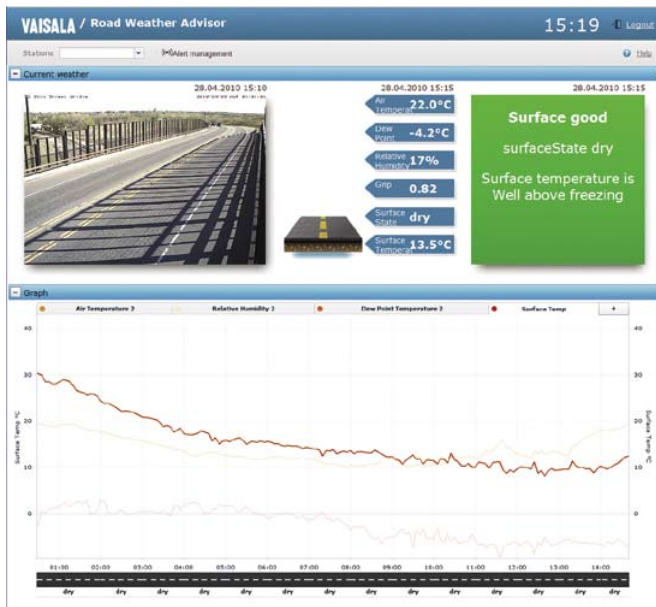 VAISALA / Road Weather Advisor
15:19
Logout
Stations
Alert management
Help
Current weather
28.04.2010 15:10
28.04.2010 15:15
28.04.2010 15:15
Air Temperat 22.0°C
Dew Point -4.2°C
Relative Humidity 17%
Grip 0.82
Surface State dry
Surface Temperat 13.5°C
Surface good
surfaceState dry
Surface temperature is
Well above freezing
Graph
Air Temperature 2
Relative Humidity 2
Dew Point Temperature 2
Surface Temp
+
40 40
30 30
20 20
10 10
0 0
Surface Temp °C
Surface Temp °C
01:00 02:00 03:00 04:00 05:00 06:00 07:00 08:00 09:00 10:00 11:00 12:00 13:00 14:00
dry dry dry dry dry dry dry dry dry dry dry dry dry